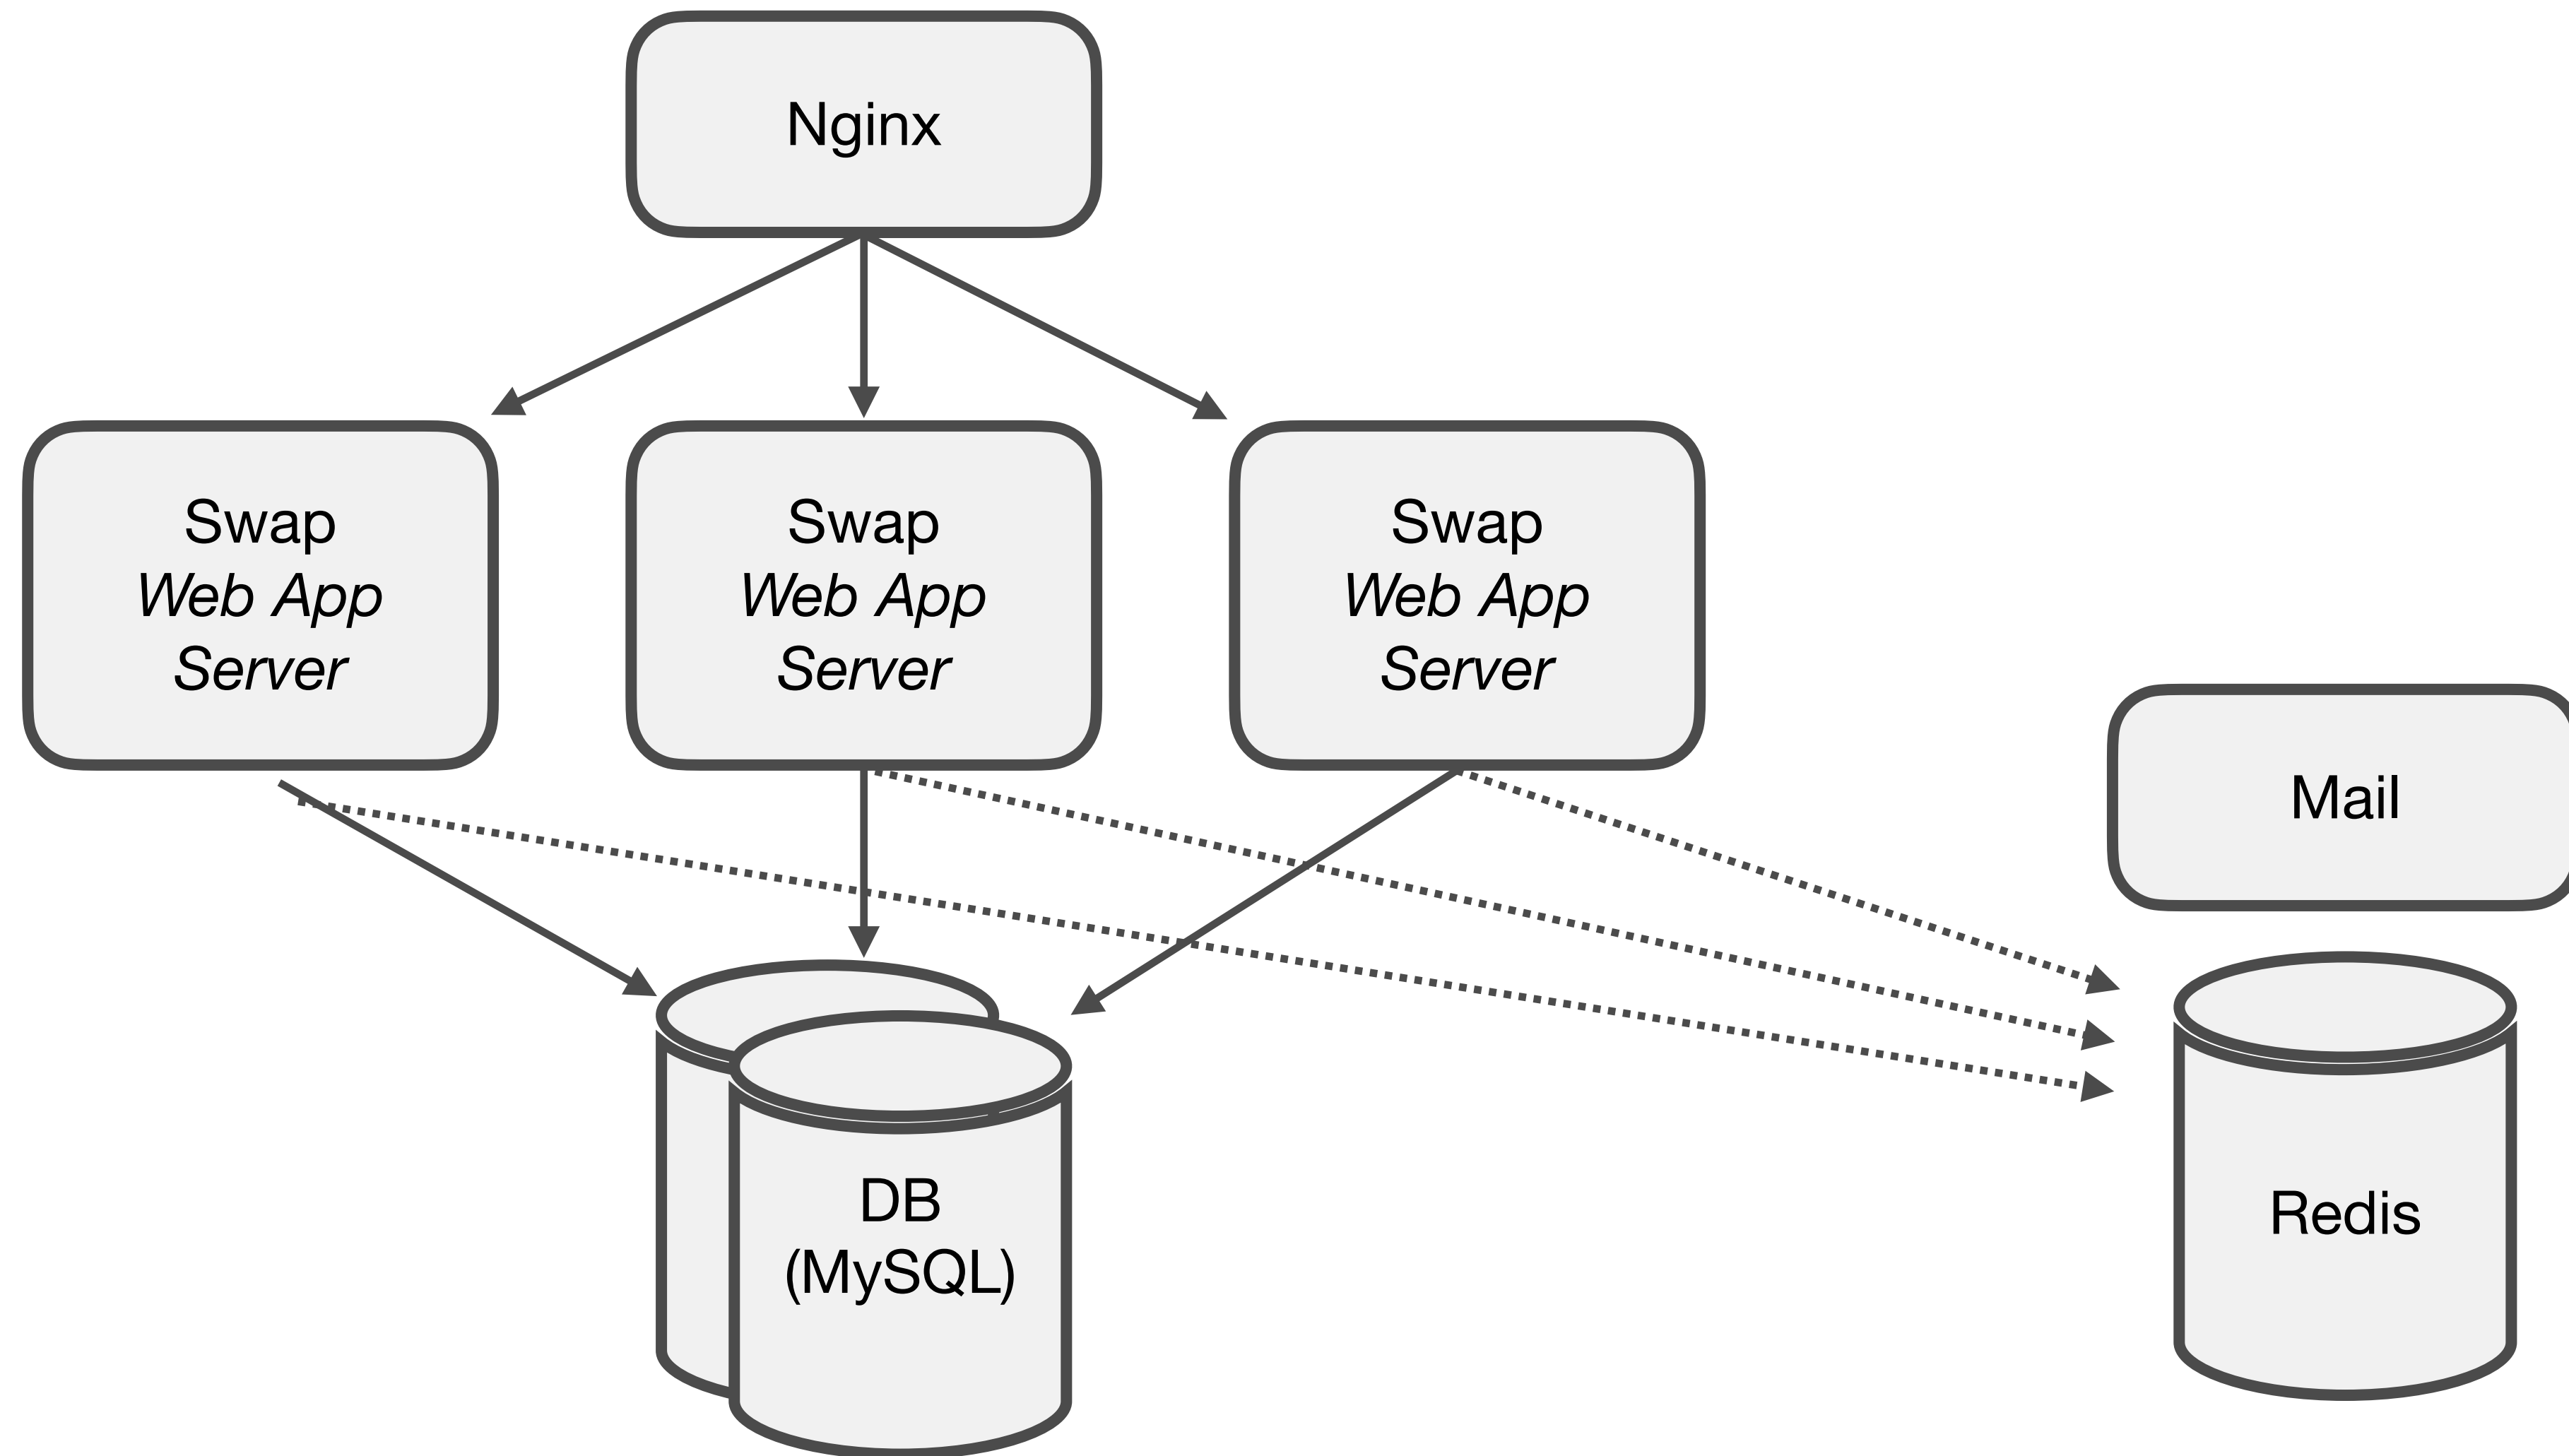 Nginx
Swap
Web App
Server
Swap
Web App
Server
Swap
Web App
Server
Mail
DB
(MySQL)
Redis